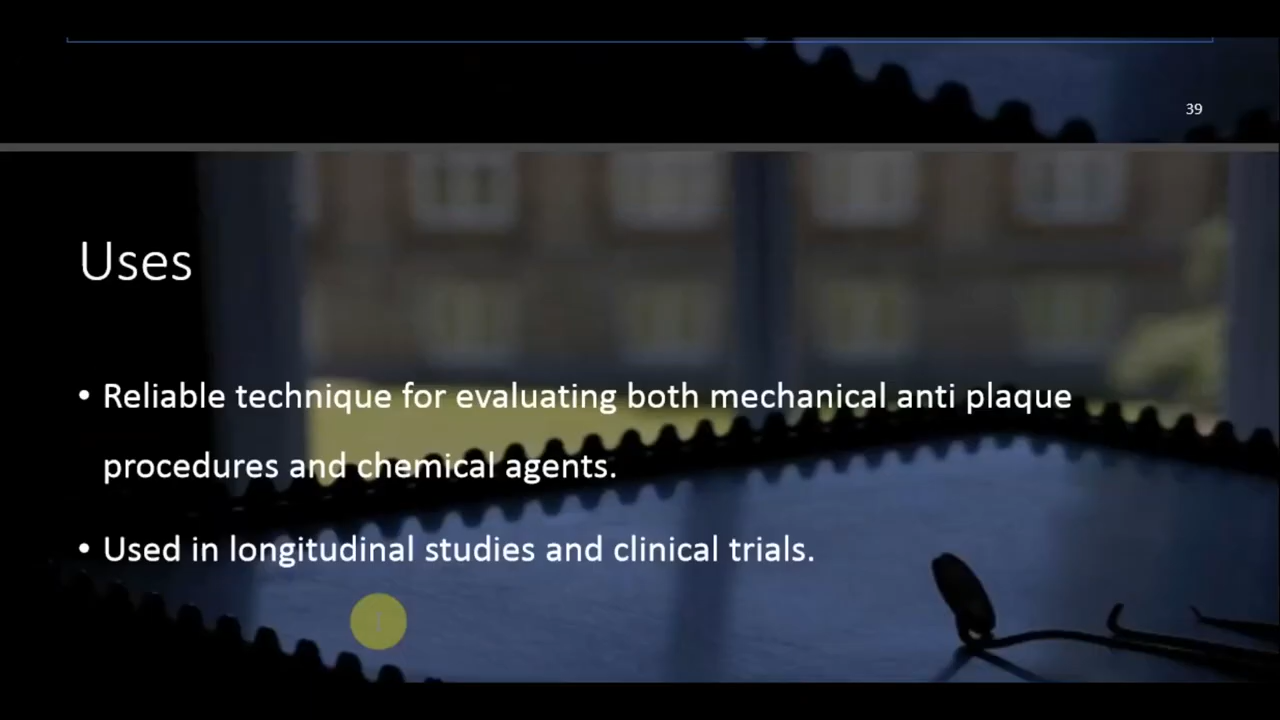 39
Uses
• Reliable technique for evaluating both mechanical anti plaque
procedures and chemical agents.
• Used in longitudinal studies and clinical trials.